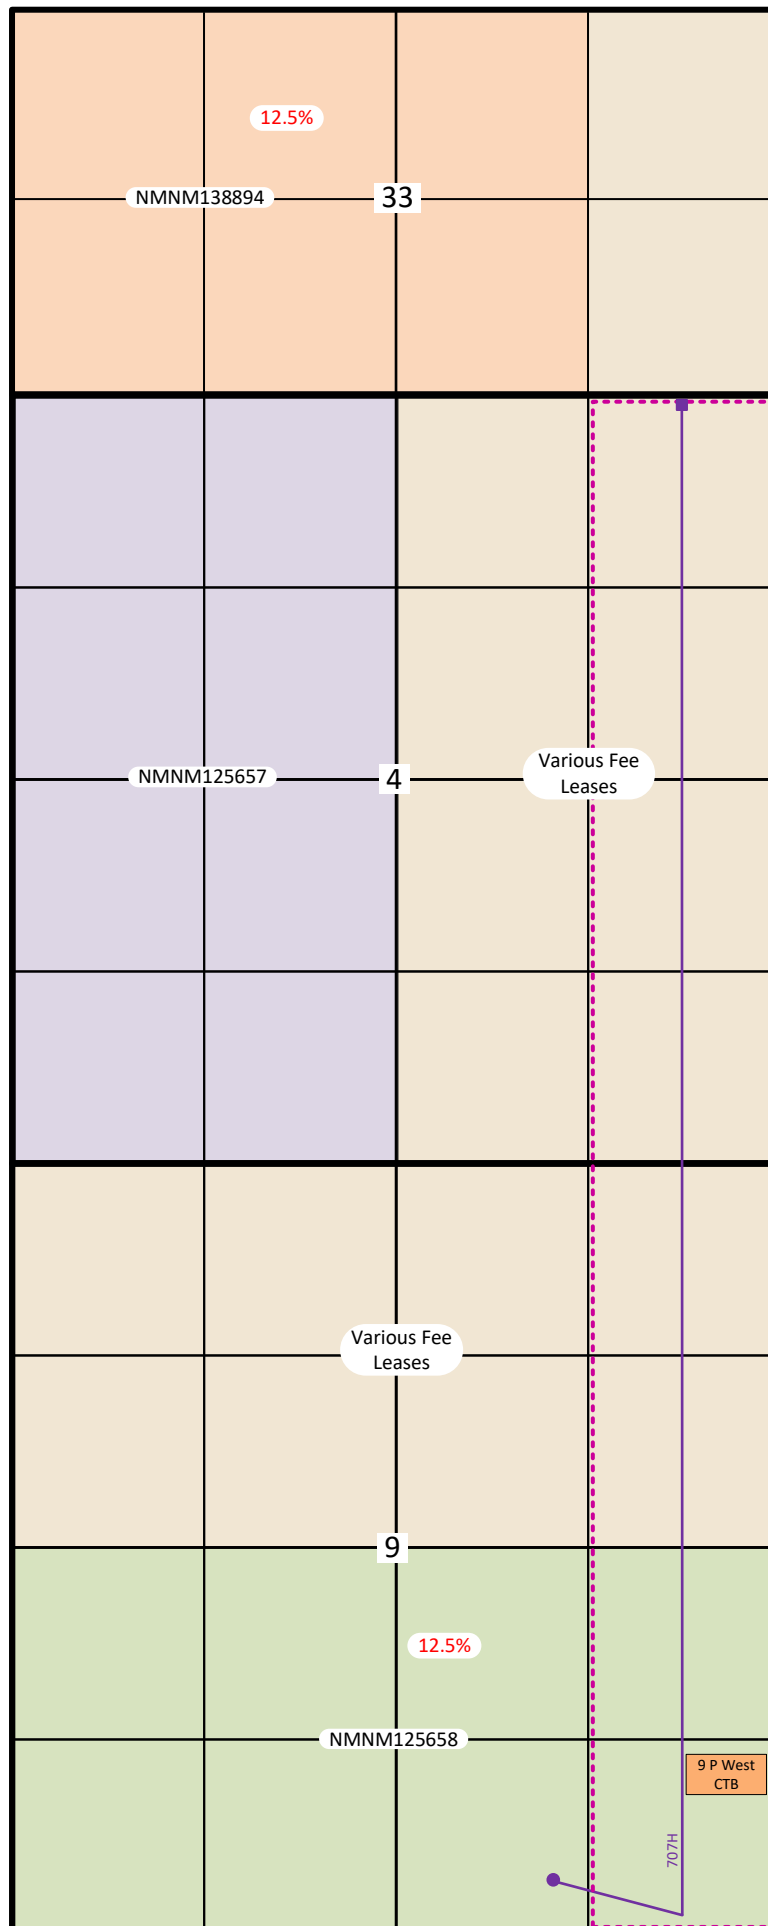 12.5%
NMNM138894
33
NMNM125657
4
Various Fee
Leases
Various Fee
Leases
9
12.5%
NMNM125658
9 P West
CTB
707H